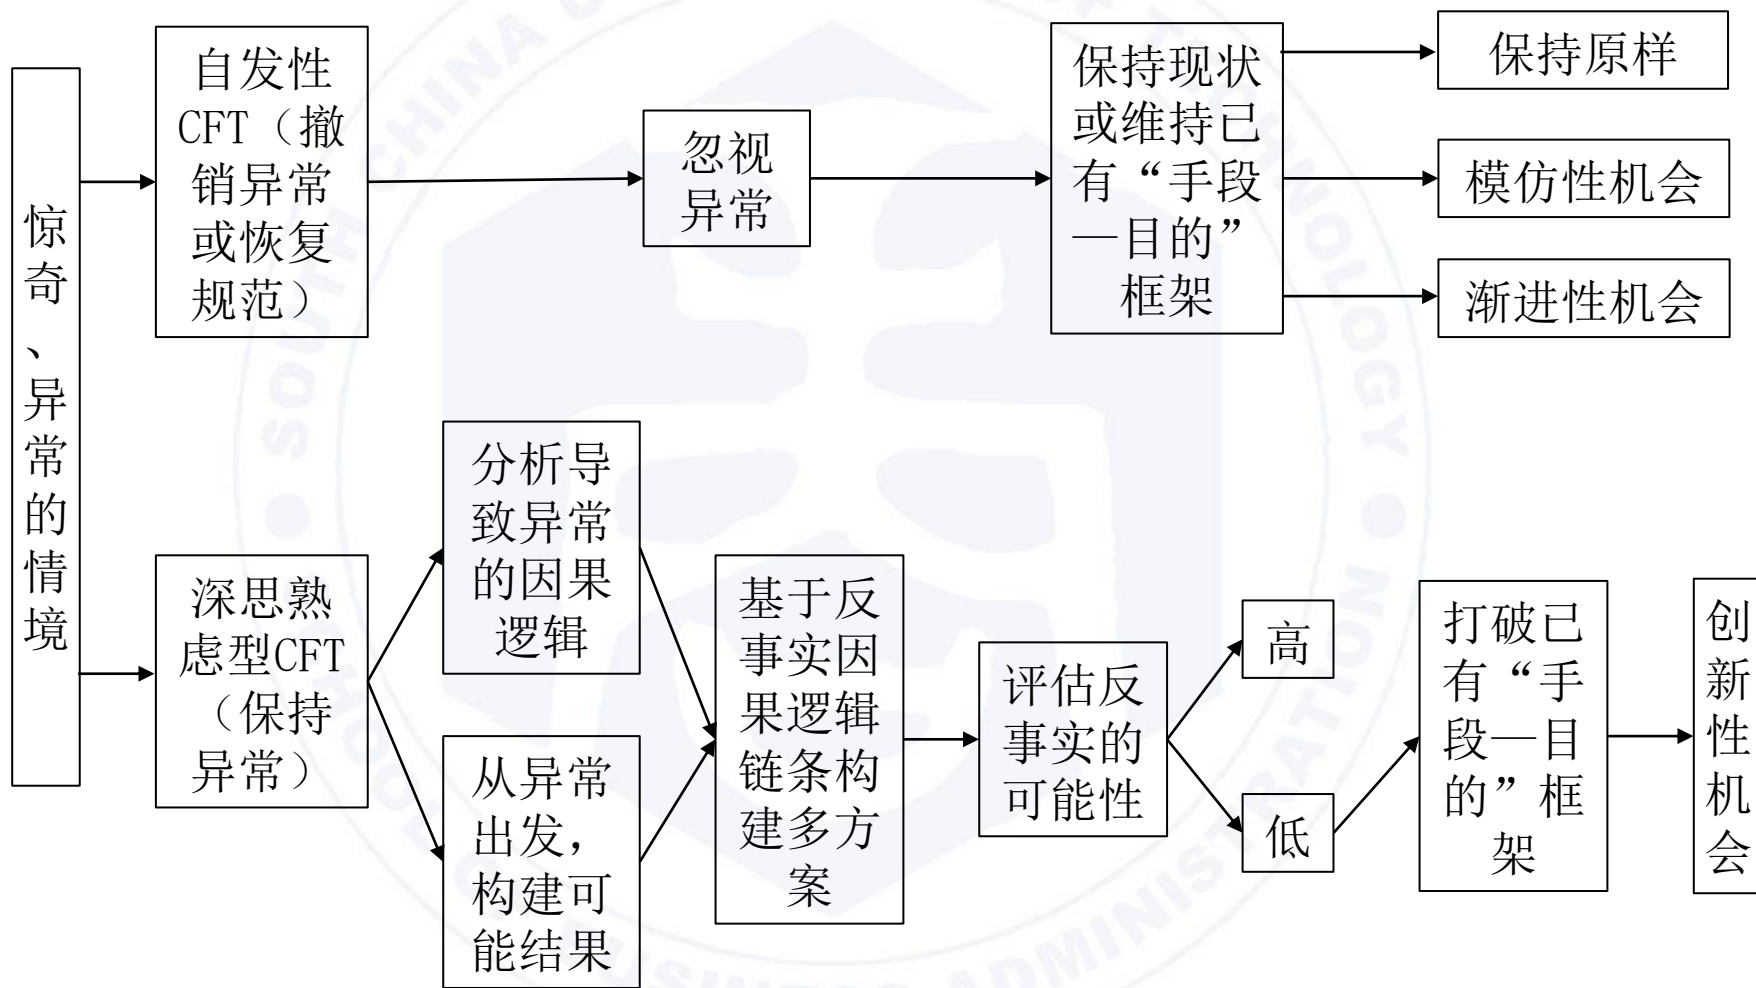 惊奇、异常的情境
自发性
CFT（撤
销异常
或恢复
规范）
忽视
异常
保持现状
或维持已
有“手段
—目的”
框架
保持原样
模仿性机会
渐进性机会
深思熟
虑型CFT
（保持
异常）
分析导
致异常
的因果
逻辑
从异常
出发，
构建可
能结果
基于反
事实因
果逻辑
链条构
建多方
案
评估反
事实的
可能性
高
低
打破已
有“手
段—目
的”框
架
创新性机会